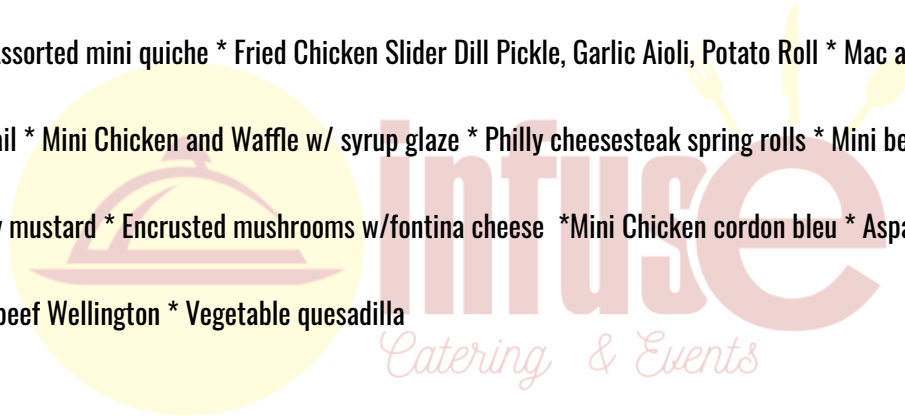 ssorted mini quiche * Fried Chicken Slider Dill Pickle, Garlic Aioli, Potato Roll * Mac a
il * Mini Chicken and Waffle w/ syrup glaze * Philly cheesesteak spring rolls * Mini be
mustard * Encrusted mushrooms w/fontina cheese *Mini Chicken cordon bleu * Aspa
beef Wellington * Vegetable quesadilla
Infuse
Catering & Events